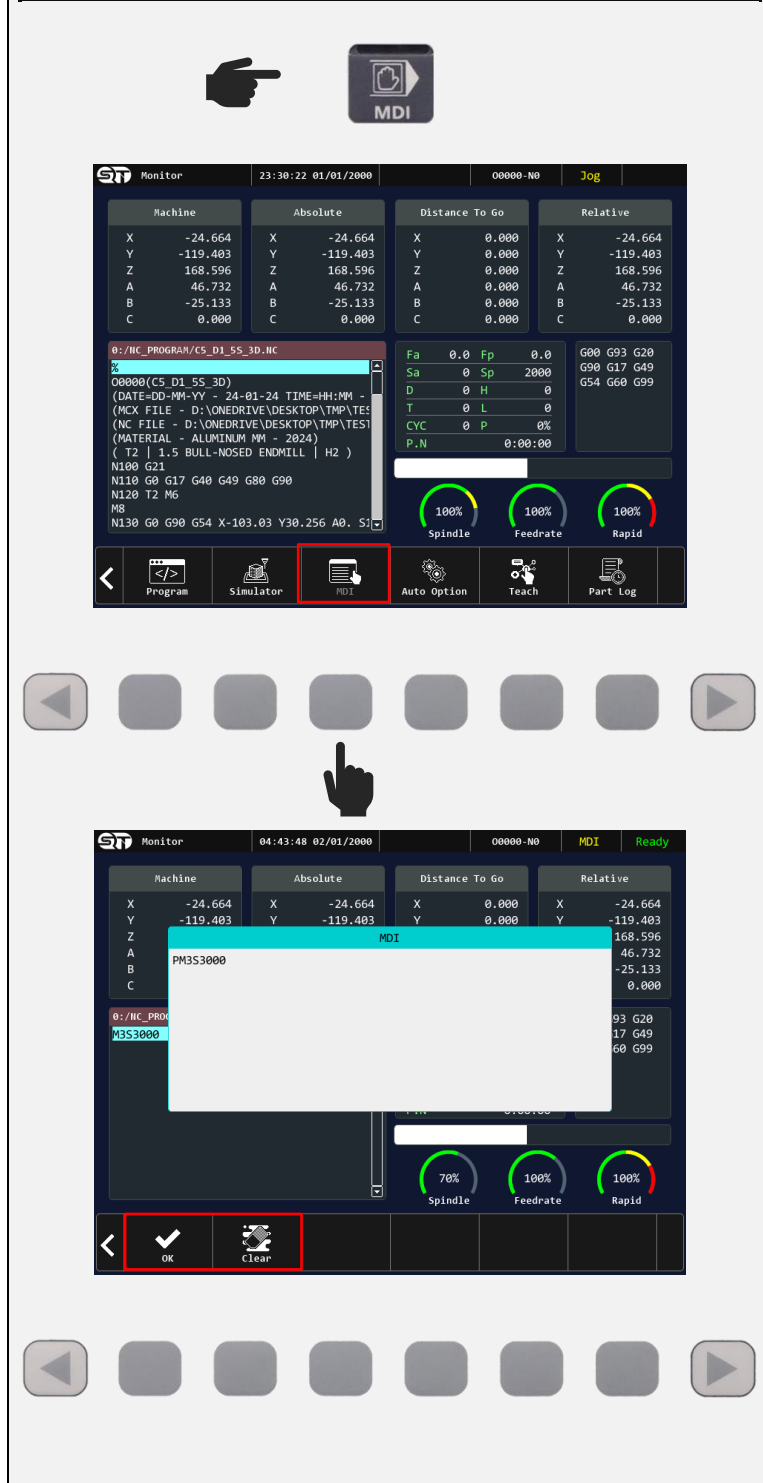 MDI
STT Monitor 23:30:22 01/01/2000 O0000-N0 Jog
Machine Absolute Distance To Go Relative
X -24.664 X -24.664 X 0.000 X -24.664
Y -119.403 Y -119.403 Y 0.000 Y -119.403
Z 168.596 Z 168.596 Z 0.000 Z 168.596
A 46.732 A 46.732 A 0.000 A 46.732
B -25.133 B -25.133 B 0.000 B -25.133
C 0.000 C 0.000 C 0.000 C 0.000
0:/NC_PROGRAM/C5_D1_5S_3D.NC
%
O0000(C5_D1_5S_3D)
(DATE=DD-MM-YY - 24-01-24 TIME=HH:MM -
(MCX FILE - D:\ONEDRIVE\DESKTOP\TMP\TES
(NC FILE - D:\ONEDRIVE\DESKTOP\TMP\TEST
(MATERIAL - ALUMINUM MM - 2024)
( T2 | 1.5 BULL-NOSED ENDMILL | H2 )
N100 G21
N110 G0 G17 G40 G49 G80 G90
N120 T2 M6
M8
N130 G0 G90 G54 X-103.03 Y30.256 A0. S1
Fa 0.0 Fp 0.0
Sa 0 Sp 2000
D 0 H 0
T 0 L 0
CYC 0 P 0%
P.N 0:00:00
G00 G93 G20
G90 G17 G49
G54 G60 G99
100% 100% 100%
Spindle Feedrate Rapid
Program Simulator MDI Auto Option Teach Part Log
STT Monitor 04:43:48 02/01/2000 O0000-N0 MDI Ready
Machine Absolute Distance To Go Relative
X -24.664 X -24.664 X 0.000 X -24.664
Y -119.403 Y -119.403 Y 0.000 Y -119.403
Z 168.596
A 46.732
B -25.133
C 0.000
MDI
PM3S3000
0:/NC_PROG
M3S3000
93 G20
17 G49
60 G99
70% 100% 100%
Spindle Feedrate Rapid
OK Clear